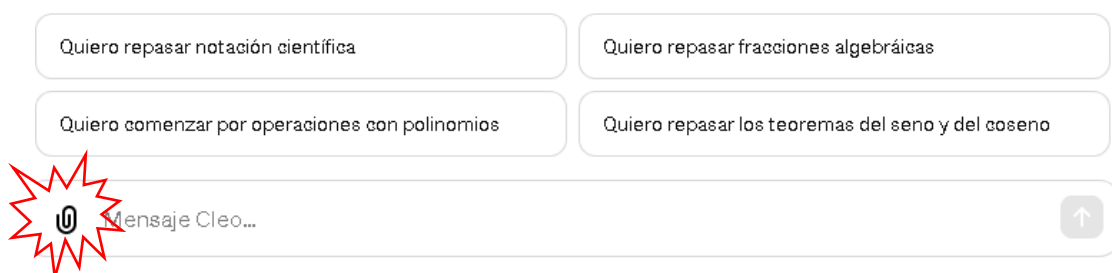 Quiero repasar notación científica
Quiero repasar fracciones algebráicas
Quiero comenzar por operaciones con polinomios
Quiero repasar los teoremas del seno y del coseno
Mensaje Cleo...